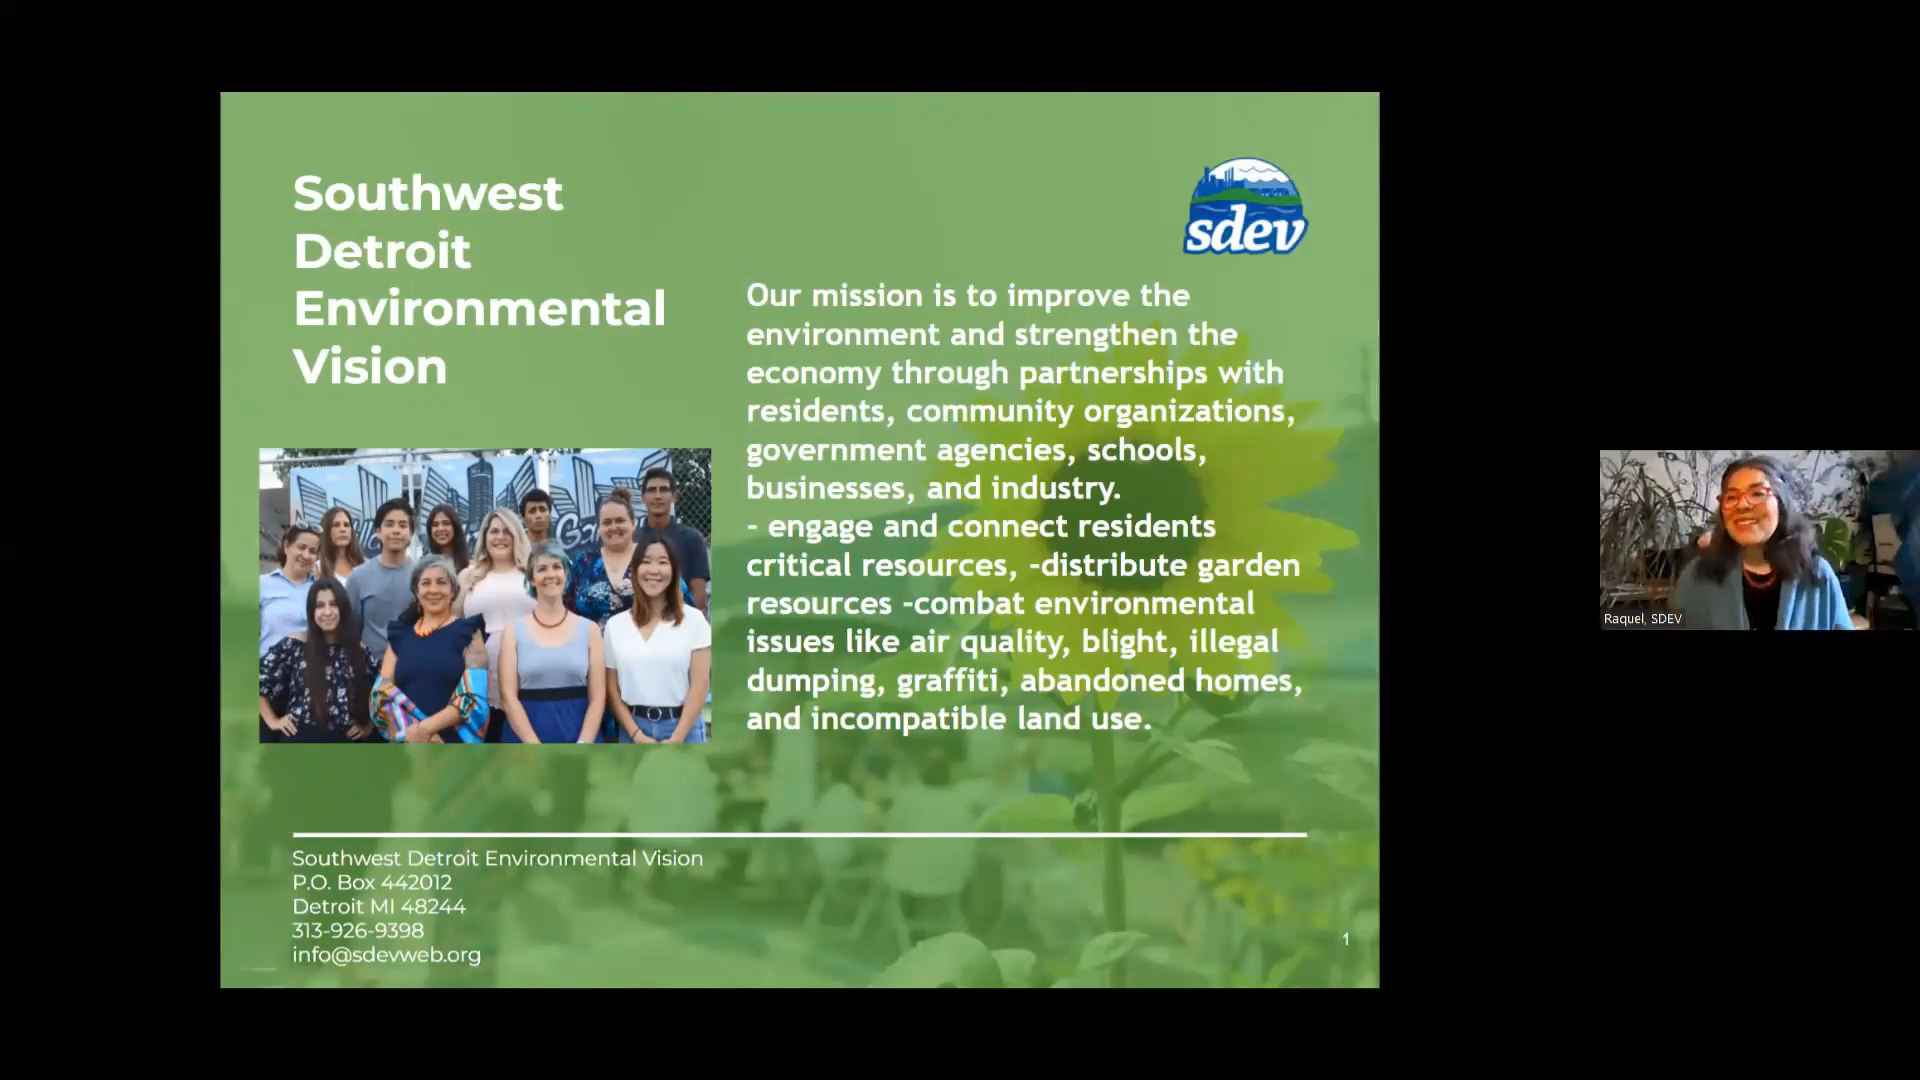 Southwest
Detroit
Environmental
Vision
sdev
Our mission is to improve the
environment and strengthen the
economy through partnerships with
residents, community organizations,
government agencies, schools,
businesses, and industry.
- engage and connect residents
critical resources, -distribute garden
resources -combat environmental
issues like air quality, blight, illegal
dumping, graffiti, abandoned homes,
and incompatible land use.
Southwest Detroit Environmental Vision
P.O. Box 442012
Detroit MI 48244
313-926-9398
info@sdevweb.org
1
Raquel, SDEV